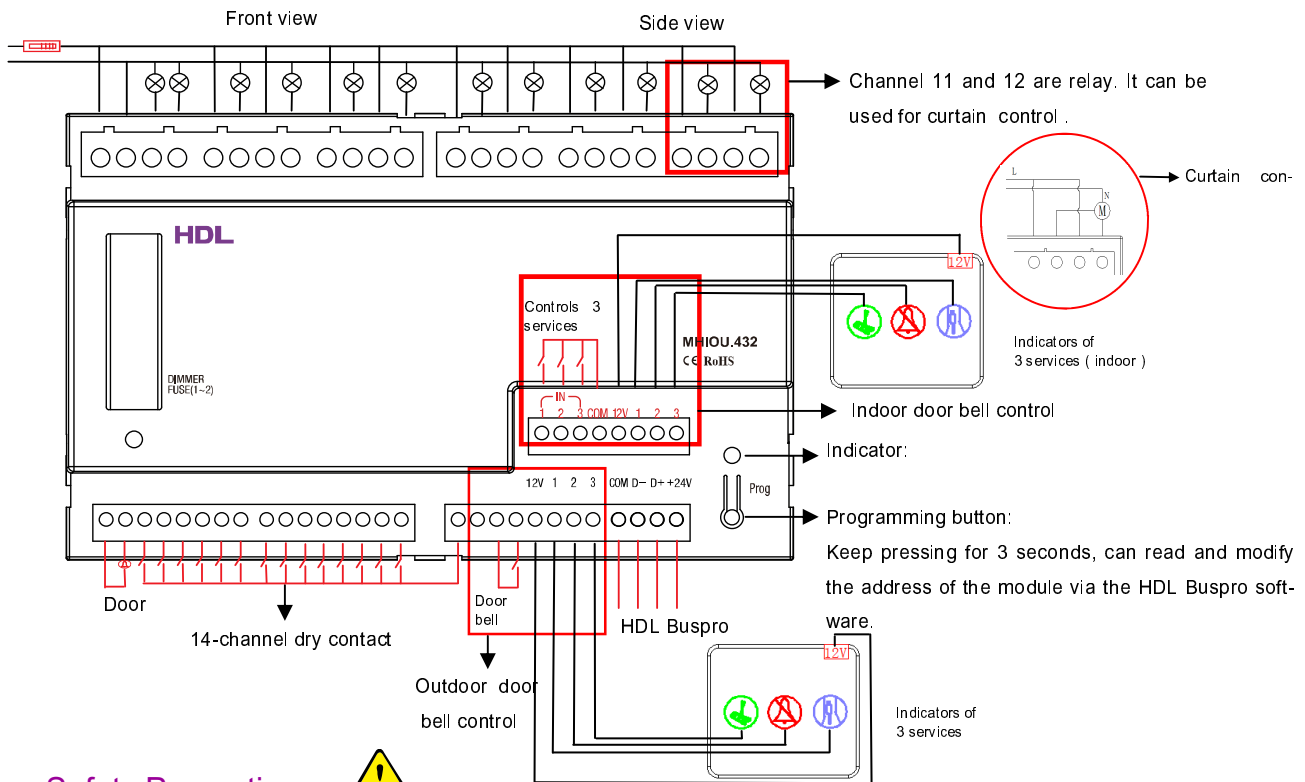 Front view
Side view
Channel 11 and 12 are relay. It can be
used for curtain control .
L
N
M
Curtain con-
HDL
12V
Controls 3
services
MHIOU.432
CE RoHS
Indicators of
3 services ( indoor )
DIMMER
FUSE(1~2)
IN
1 2 3 COM 12V 1 2 3
Indoor door bell control
Indicator:
12V 1 2 3 COM D− D+ +24V
Prog
Programming button:
Keep pressing for 3 seconds, can read and modify
the address of the module via the HDL Buspro soft-
ware.
Door
Door
bell
HDL Buspro
14-channel dry contact
12V
Outdoor door
bell control
Indicators of
3 services